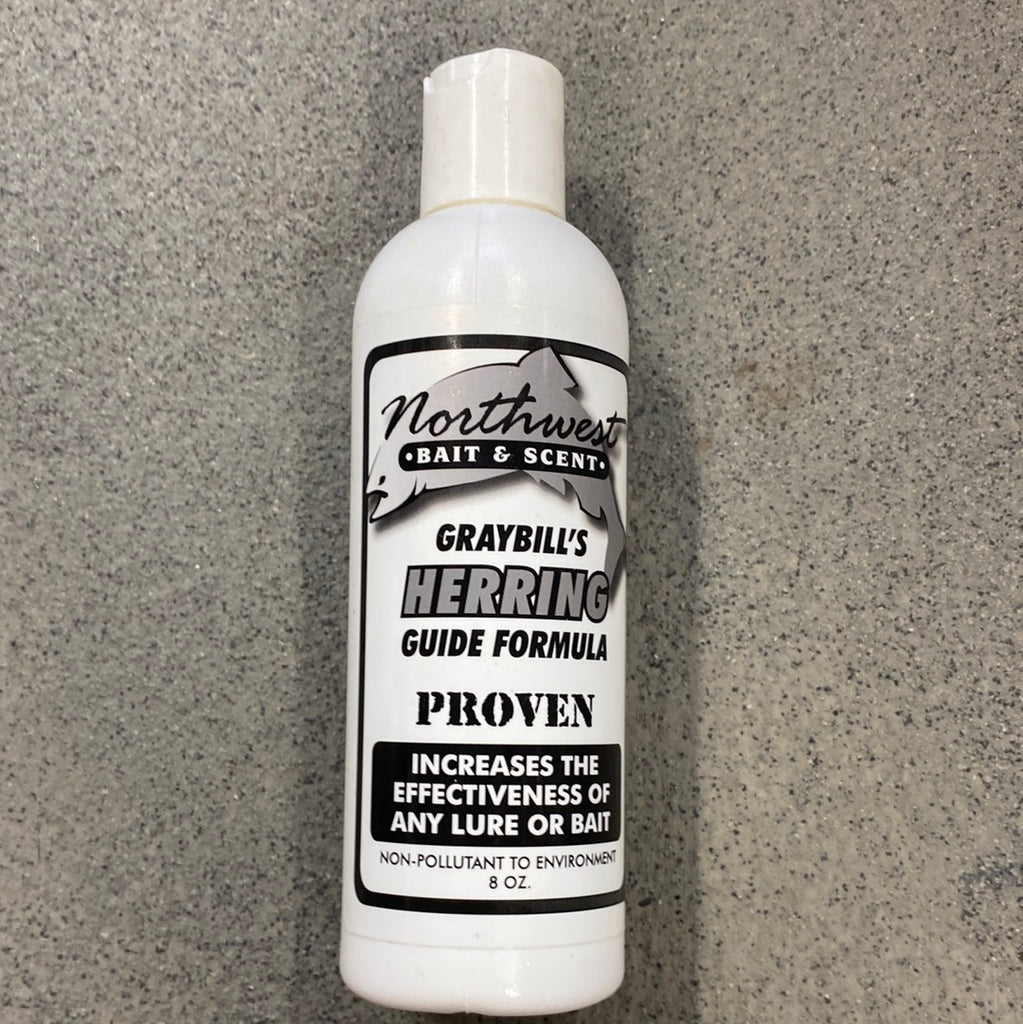 Northwest
•BAIT & SCENT•
GRAYBILL'S
HERRING
GUIDE FORMULA
PROVEN
INCREASES THE
EFFECTIVENESS OF
ANY LURE OR BAIT
NON-POLLUTANT TO ENVIRONMENT
8 OZ.